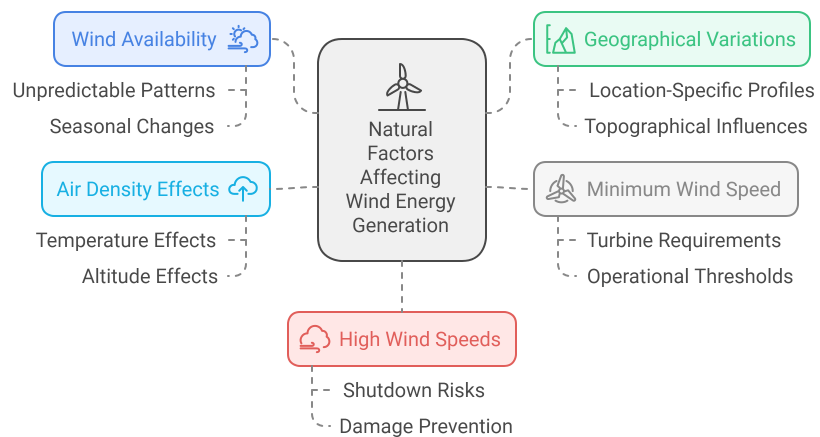 Wind Availability
Unpredictable Patterns
Seasonal Changes
Air Density Effects
Temperature Effects
Altitude Effects
Natural
Factors
Affecting
Wind Energy
Generation
Geographical Variations
Location-Specific Profiles
Topographical Influences
Minimum Wind Speed
Turbine Requirements
Operational Thresholds
High Wind Speeds
Shutdown Risks
Damage Prevention